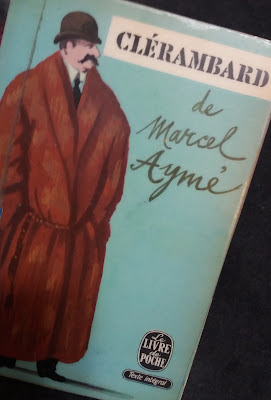 CLÉRAMBARD
de
Marcel
Aymé
Le
LIVRE
de
POCHE
Texte intégral